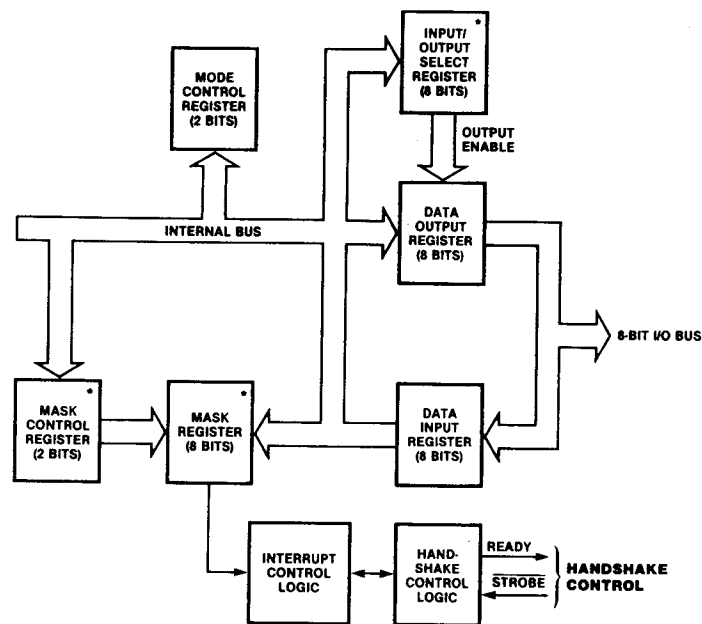 MODE
CONTROL
REGISTER
(2 BITS)
*
INPUT/
OUTPUT
SELECT
REGISTER
(8 BITS)
OUTPUT
ENABLE
INTERNAL BUS
DATA
OUTPUT
REGISTER
(8 BITS)
8-BIT I/O BUS
*
MASK
CONTROL
REGISTER
(2 BITS)
*
MASK
REGISTER
(8 BITS)
DATA
INPUT
REGISTER
(8 BITS)
INTERRUPT
CONTROL
LOGIC
HAND-
SHAKE
CONTROL
LOGIC
READY
STROBE
HANDSHAKE
CONTROL